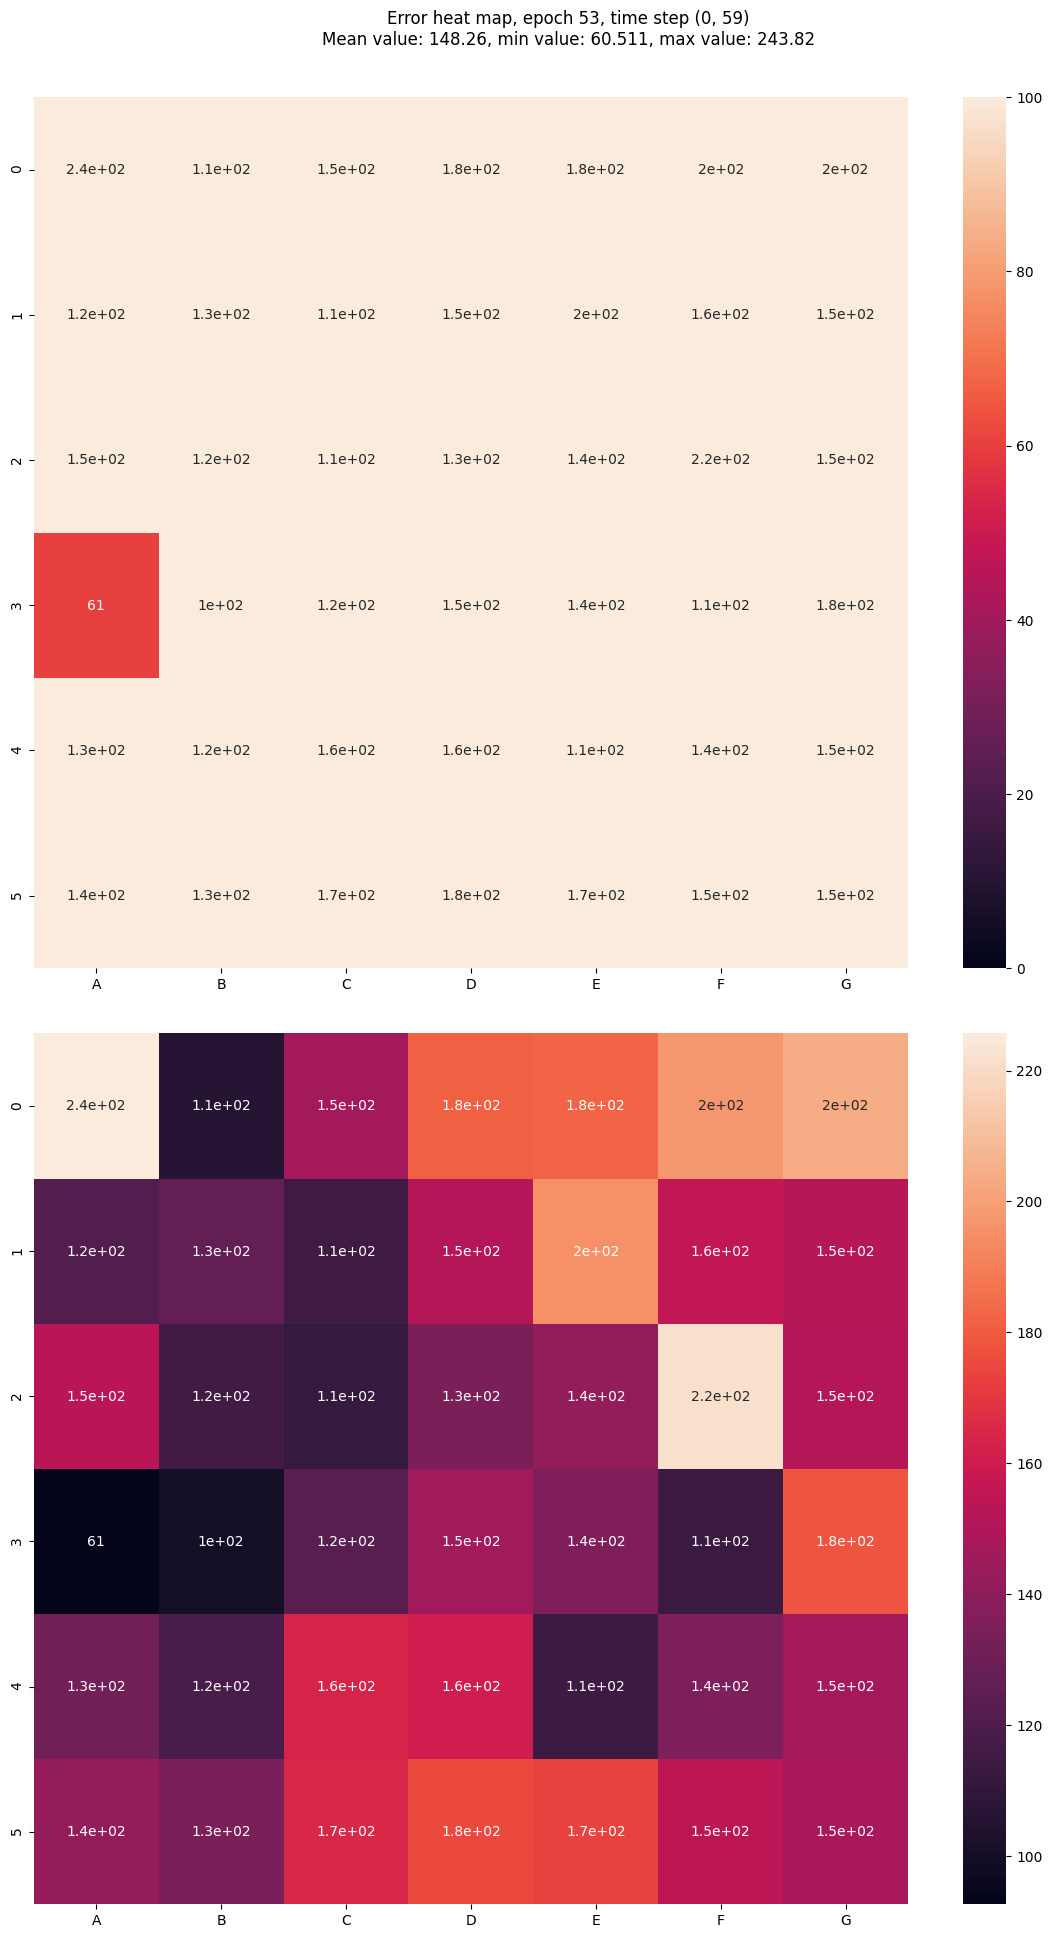 Error heat map, epoch 53, time step (0, 59)
Mean value: 148.26, min value: 60.511, max value: 243.82
100
0 2.4e+02 1.1e+02 1.5e+02 1.8e+02 1.8e+02 2e+02 2e+02
80
1 1.2e+02 1.3e+02 1.1e+02 1.5e+02 2e+02 1.6e+02 1.5e+02
60
2 1.5e+02 1.2e+02 1.1e+02 1.3e+02 1.4e+02 2.2e+02 1.5e+02
3 61 1e+02 1.2e+02 1.5e+02 1.4e+02 1.1e+02 1.8e+02
40
4 1.3e+02 1.2e+02 1.6e+02 1.6e+02 1.1e+02 1.4e+02 1.5e+02
20
5 1.4e+02 1.3e+02 1.7e+02 1.8e+02 1.7e+02 1.5e+02 1.5e+02
0
A B C D E F G
220
0 2.4e+02 1.1e+02 1.5e+02 1.8e+02 1.8e+02 2e+02 2e+02
200
1 1.2e+02 1.3e+02 1.1e+02 1.5e+02 2e+02 1.6e+02 1.5e+02
180
2 1.5e+02 1.2e+02 1.1e+02 1.3e+02 1.4e+02 2.2e+02 1.5e+02
160
3 61 1e+02 1.2e+02 1.5e+02 1.4e+02 1.1e+02 1.8e+02
140
4 1.3e+02 1.2e+02 1.6e+02 1.6e+02 1.1e+02 1.4e+02 1.5e+02
120
5 1.4e+02 1.3e+02 1.7e+02 1.8e+02 1.7e+02 1.5e+02 1.5e+02
100
A B C D E F G